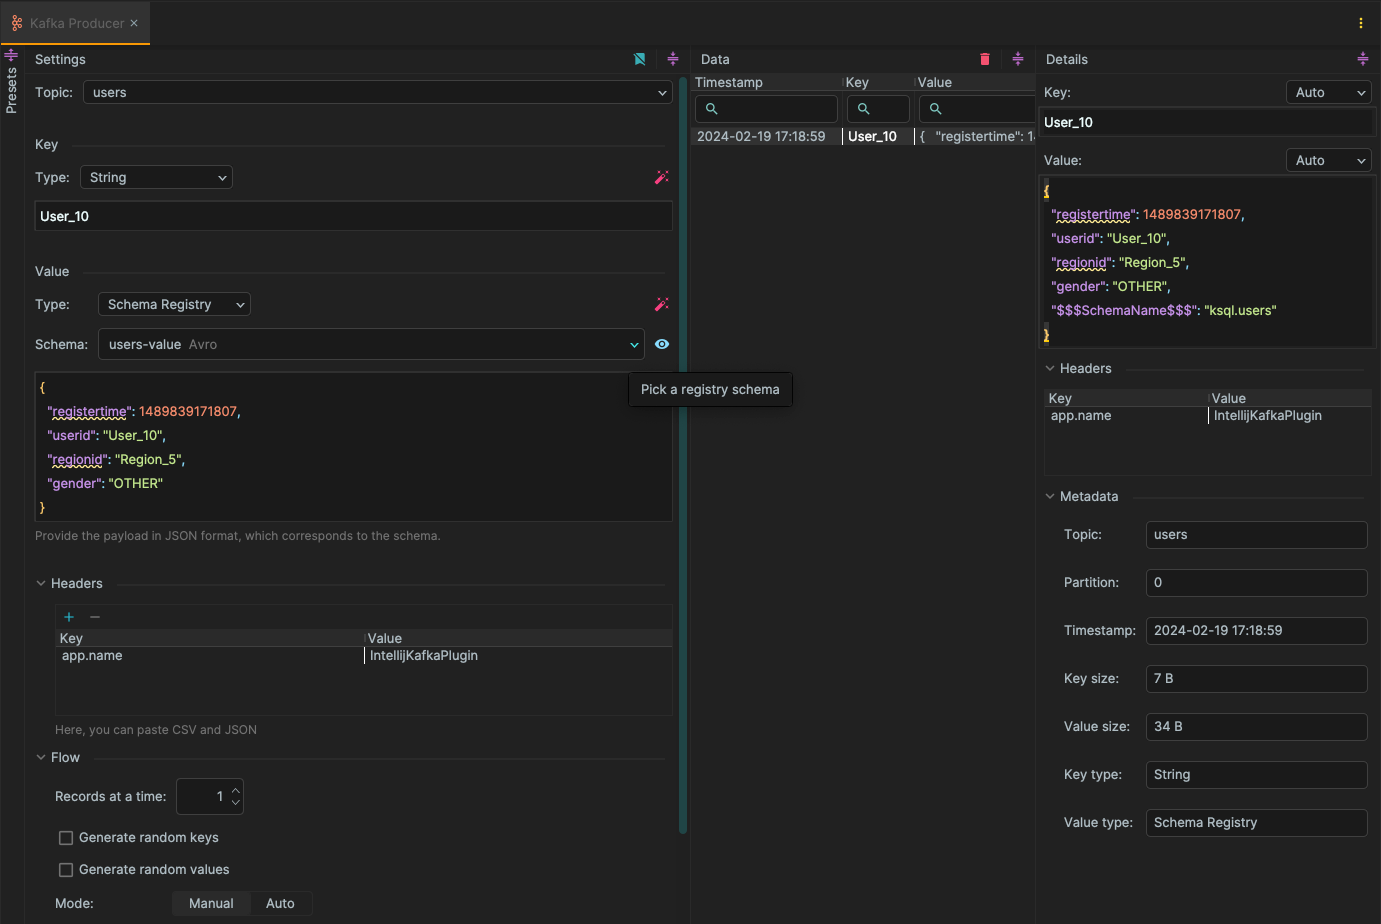 Kafka Producer
Presets
Settings
Topic: users
Key
Type: String
User_10
Value
Type: Schema Registry
Schema: users-value Avro
Pick a registry schema
{
"registertime": 1489839171807,
"userid": "User_10",
"regionid": "Region_5",
"gender": "OTHER"
}
Provide the payload in JSON format, which corresponds to the schema.
Headers
Key Value
app.name IntellijKafkaPlugin
Here, you can paste CSV and JSON
Flow
Records at a time: 1
Generate random keys
Generate random values
Mode: Manual Auto
Data
Timestamp Key Value
2024-02-19 17:18:59 User_10 { "registertime": 1
Details
Key: Auto
User_10
Value: Auto
{
"registertime": 1489839171807,
"userid": "User_10",
"regionid": "Region_5",
"gender": "OTHER",
"$$$SchemaName$$$": "ksql.users"
}
Headers
Key Value
app.name IntellijKafkaPlugin
Metadata
Topic: users
Partition: 0
Timestamp: 2024-02-19 17:18:59
Key size: 7 B
Value size: 34 B
Key type: String
Value type: Schema Registry